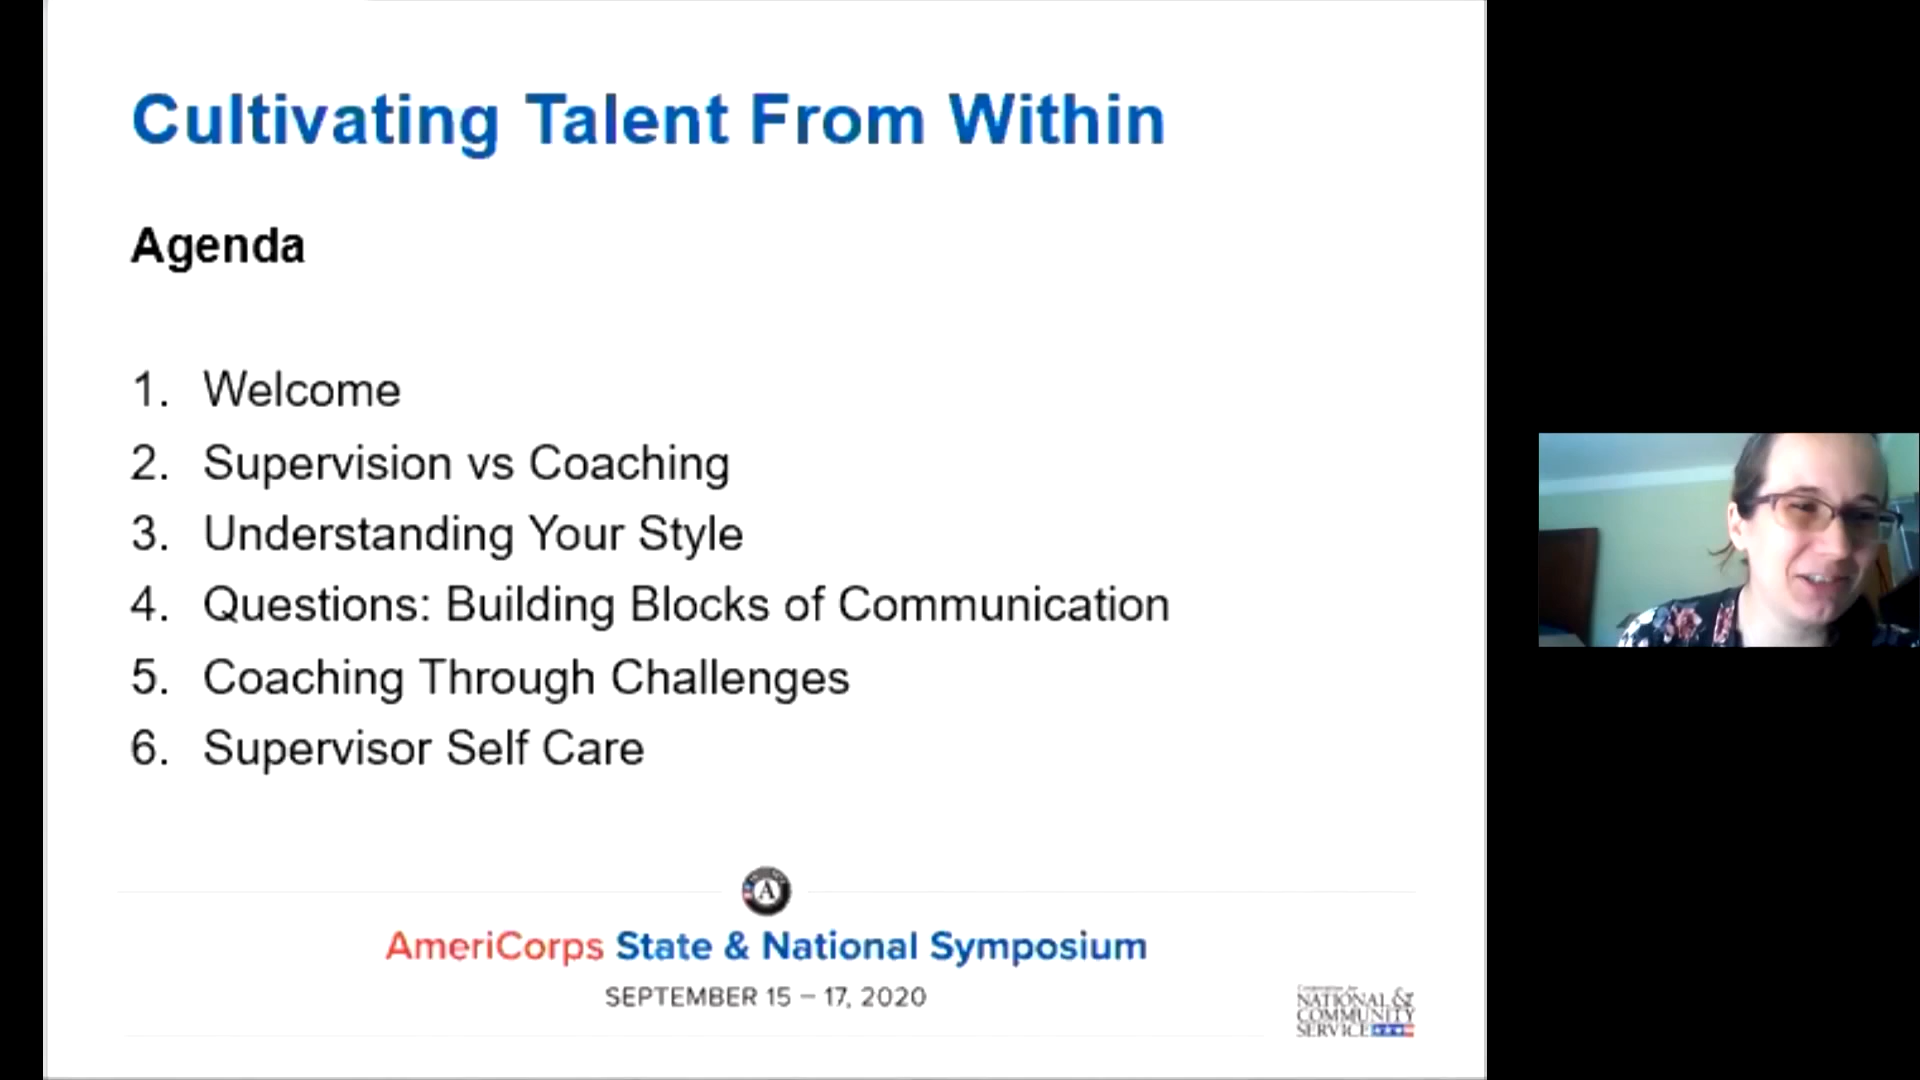 Cultivating Talent From Within
Agenda
1. Welcome
2. Supervision vs Coaching
3. Understanding Your Style
4. Questions: Building Blocks of Communication
5. Coaching Through Challenges
6. Supervisor Self Care
A
AmeriCorps State & National Symposium
SEPTEMBER 15 – 17, 2020
Corporation for
NATIONAL &
COMMUNITY
SERVICE